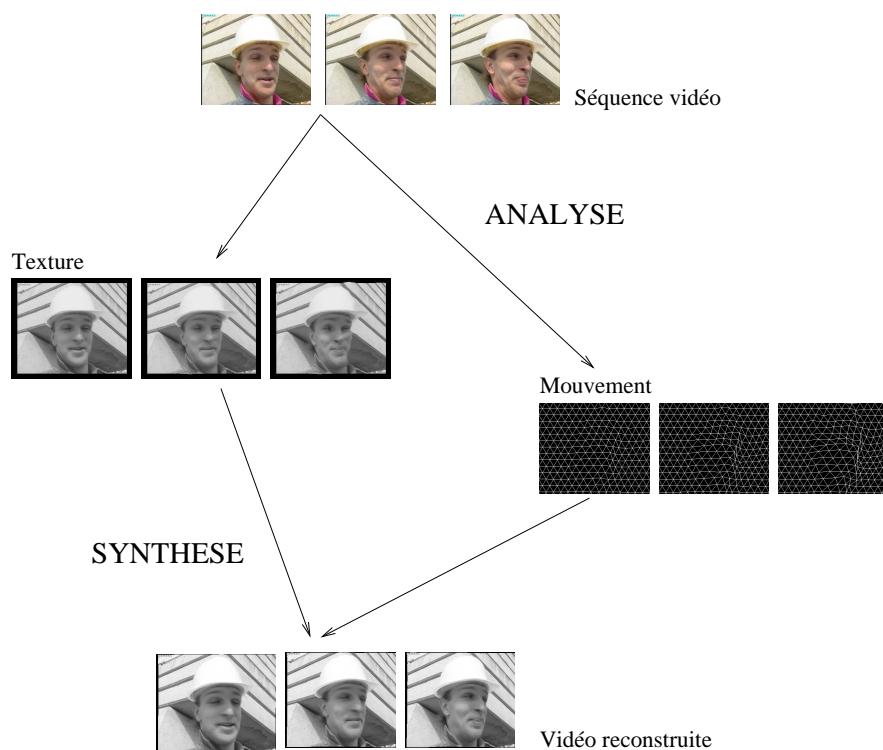 Séquence vidéo
ANALYSE
Texture
Mouvement
SYNTHESE
Vidéo reconstruite